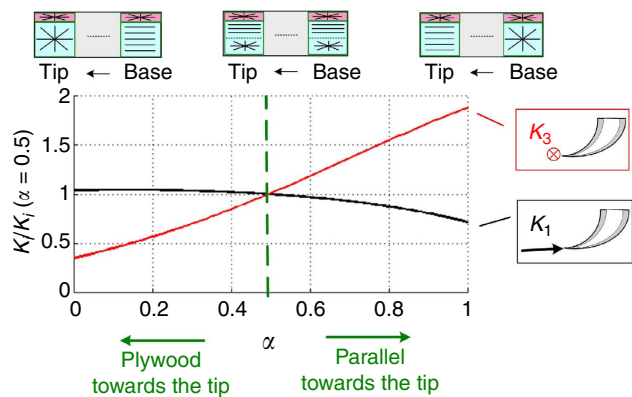 Tip ← Base
Tip ← Base
Tip ← Base
K/Kᵢ (α = 0.5)
2
1.5
1
0.5
0
0 0.2 0.4 0.6 0.8 1
α
K₃
K₁
Plywood
towards the tip
Parallel
towards the tip